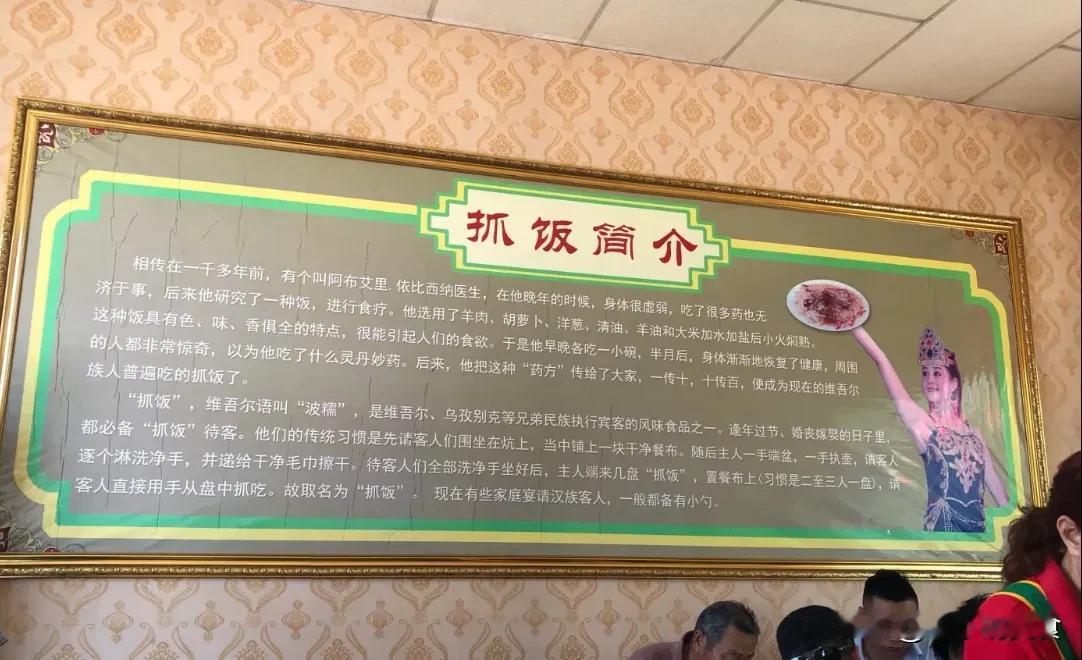 抓饭简介
相传在一千多年前，有个叫阿布艾里.依比西纳医生，在他晚年的时候，身体很虚弱，吃了很多药也无
济于事，后来他研究了一种饭，进行食疗。他选用了羊肉、胡萝卜、洋葱、清油、羊油和大米加水加盐后小火焖熟。
这种饭具有色、味、香俱全的特点，很能引起人们的食欲。于是他早晚各吃一小碗，半月后，身体渐渐地恢复了健康，周围
的人都非常惊奇，以为他吃了什么灵丹妙药。后来，他把这种“药方”传给了大家，一传十，十传百，便成为现在的维吾尔
族人普遍吃的抓饭了。
“抓饭”，维吾尔语叫“波糯”，是维吾尔、乌孜别克等兄弟民族执行宾客的风味食品之一。逢年过节、婚丧嫁娶的日子里，
都必备“抓饭”待客。他们的传统习惯是先请客人们围坐在炕上，当中铺上一块干净餐布。随后主人一手端盆，一手执壶，请客人
逐个淋洗净手，并递给干净毛巾擦干。待客人们全部洗净手坐好后，主人端来几盘“抓饭”，置餐布上(习惯是二至三人一盘)，请
客人直接用手从盘中抓吃。故取名为“抓饭”。 现在有些家庭宴请汉族客人，一般都备有小勺。